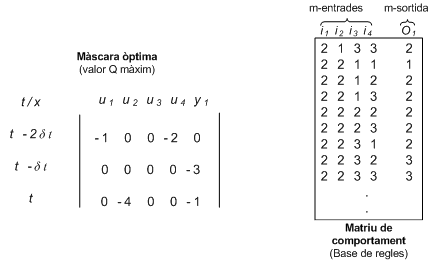 Màscara òptima
(valor Q màxim)
t/x u1 u2 u3 u4 y1
t -2δt -1 0 0 -2 0
t -δt 0 0 0 0 -3
t 0 -4 0 0 -1
m-entrades m-sortida
i1 i2 i3 i4 O1
2 1 3 3 2
2 2 1 1 1
2 2 1 2 2
2 2 1 3 2
2 2 2 2 2
2 2 2 3 2
2 2 3 1 2
2 2 3 2 3
2 2 3 3 3
.
.
Matriu de
comportament
(Base de regles)